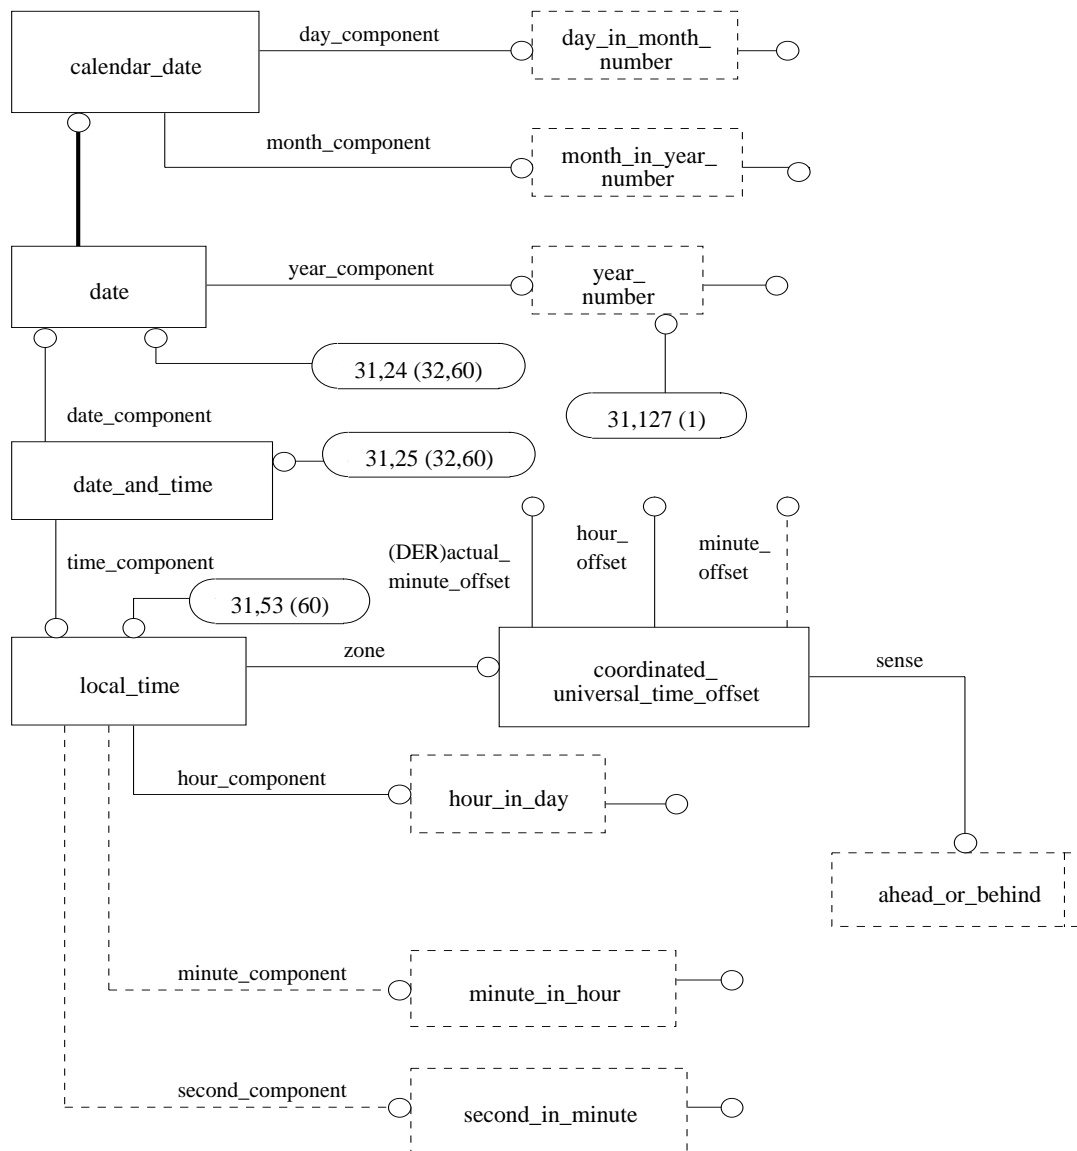 day_component
day_in_month_
number
calendar_date
month_component
month_in_year_
number
year_component
year_
number
date
31,24 (32,60)
31,127 (1)
date_component
31,25 (32,60)
date_and_time
(DER)actual_
minute_offset
hour_
offset
minute_
offset
time_component
31,53 (60)
zone
coordinated_
universal_time_offset
sense
local_time
hour_component
hour_in_day
ahead_or_behind
minute_component
minute_in_hour
second_component
second_in_minute